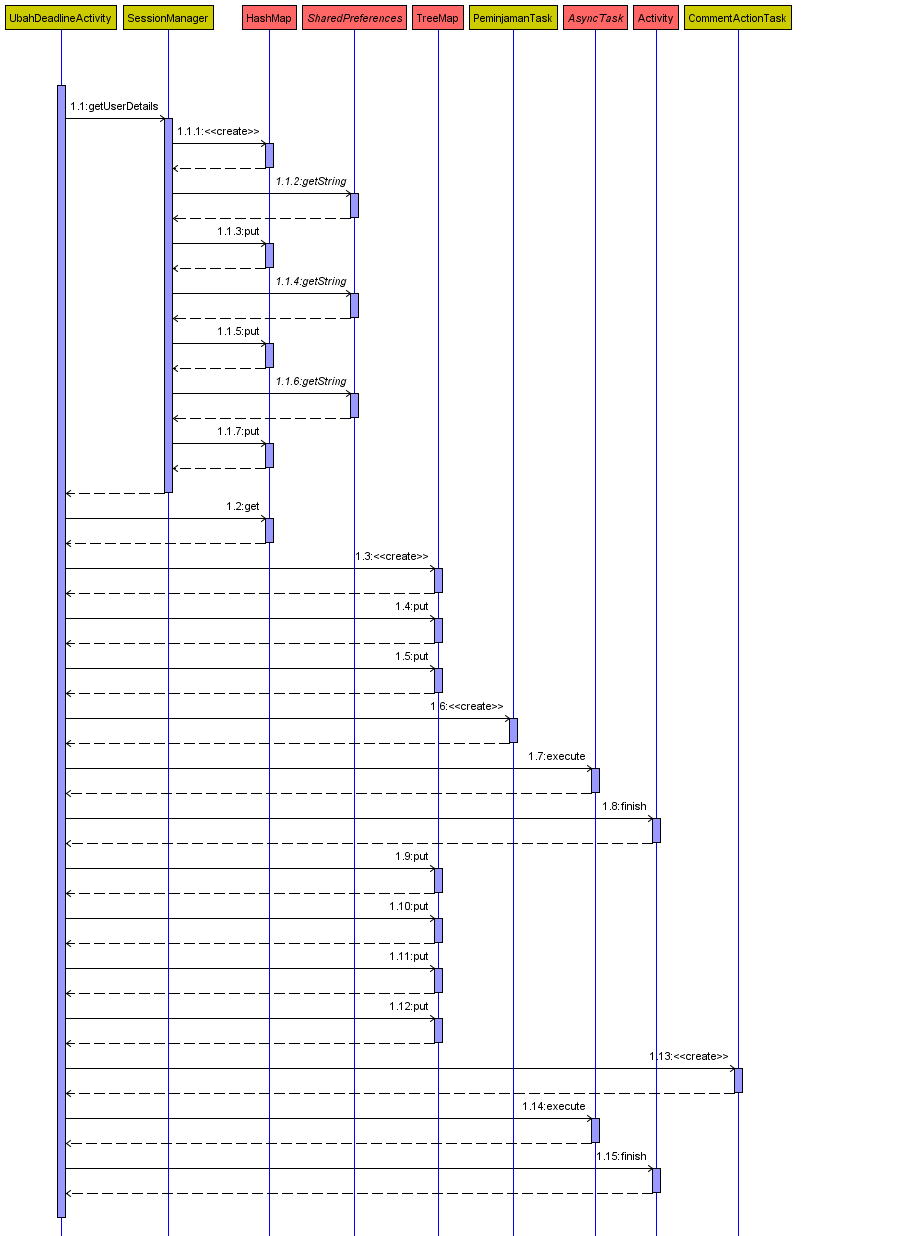 UbahDeadlineActivity
SessionManager
HashMap
SharedPreferences
TreeMap
PeminjamanTask
AsyncTask
Activity
CommentActionTask
1.1:getUserDetails
1.1.1:<<create>>
1.1.2:getString
1.1.3:put
1.1.4:getString
1.1.5:put
1.1.6:getString
1.1.7:put
1.2:get
1.3:<<create>>
1.4:put
1.5:put
1.6:<<create>>
1.7:execute
1.8:finish
1.9:put
1.10:put
1.11:put
1.12:put
1.13:<<create>>
1.14:execute
1.15:finish